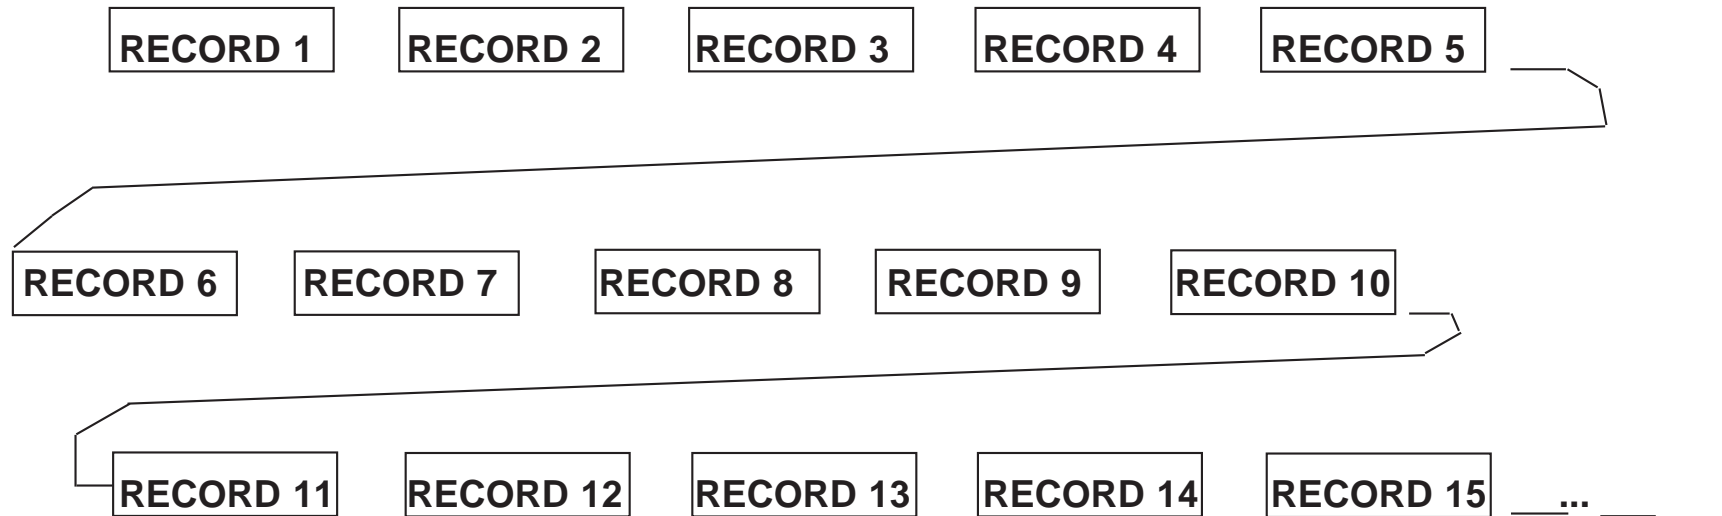 RECORD 1 RECORD 2 RECORD 3 RECORD 4 RECORD 5
RECORD 6 RECORD 7 RECORD 8 RECORD 9 RECORD 10
RECORD 11 RECORD 12 RECORD 13 RECORD 14 RECORD 15 ...